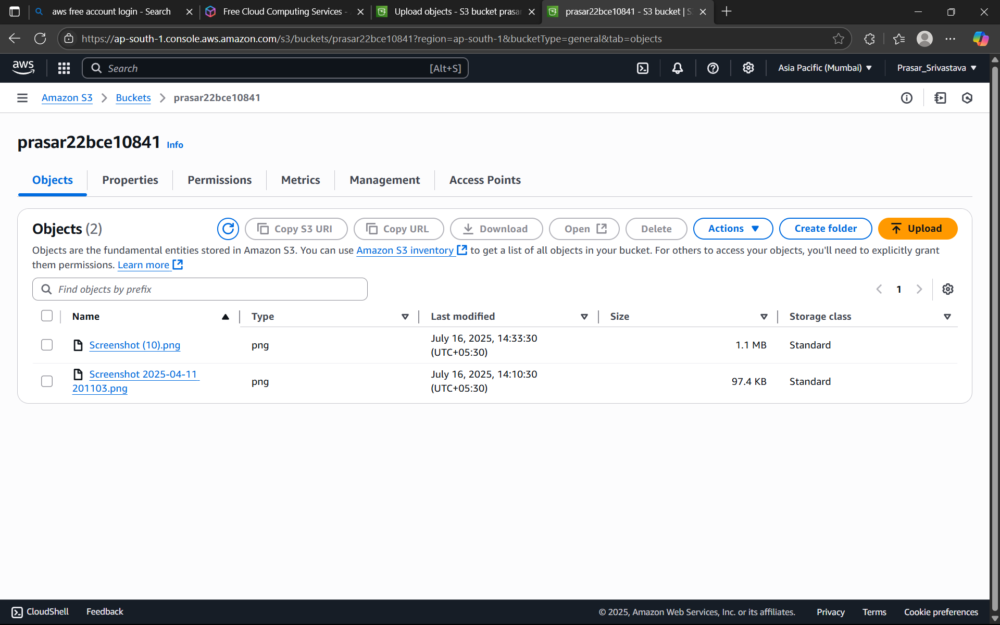 aws free account login - Search
Free Cloud Computing Services -
Upload objects - S3 bucket prasar
prasar22bce10841 - S3 bucket | S
https://ap-south-1.console.aws.amazon.com/s3/buckets/prasar22bce10841?region=ap-south-1&bucketType=general&tab=objects
aws
Search
[Alt+S]
Asia Pacific (Mumbai)
Prasar_Srivastava
Amazon S3 > Buckets > prasar22bce10841
prasar22bce10841 Info
Objects
Properties
Permissions
Metrics
Management
Access Points
Objects (2)
Copy S3 URI
Copy URL
Download
Open
Delete
Actions
Create folder
Upload
Objects are the fundamental entities stored in Amazon S3. You can use Amazon S3 inventory to get a list of all objects in your bucket. For others to access your objects, you'll need to explicitly grant
them permissions. Learn more
Find objects by prefix
1
Name
Type
Last modified
Size
Storage class
Screenshot (10).png
png
July 16, 2025, 14:33:30
(UTC+05:30)
1.1 MB
Standard
Screenshot 2025-04-11
201103.png
png
July 16, 2025, 14:10:30
(UTC+05:30)
97.4 KB
Standard
CloudShell
Feedback
© 2025, Amazon Web Services, Inc. or its affiliates.
Privacy
Terms
Cookie preferences